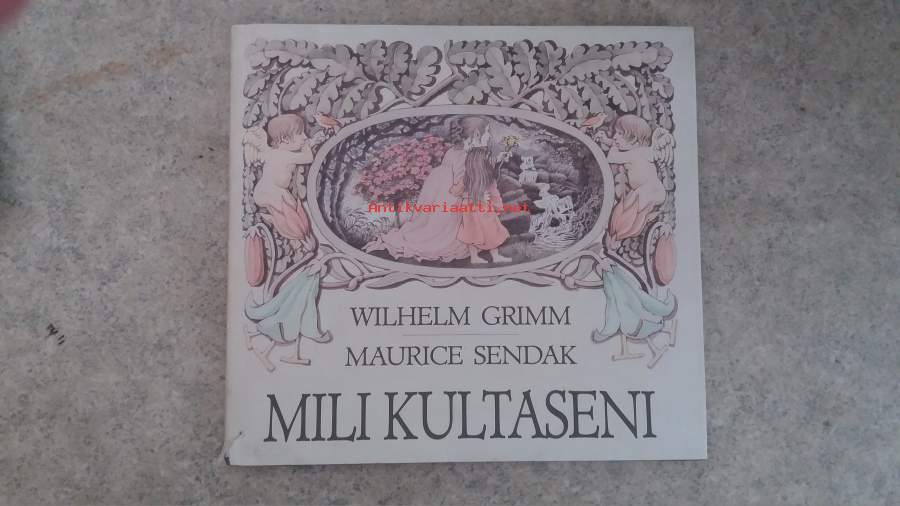 Antikvariaatti.net
WILHELM GRIMM
MAURICE SENDAK
MILI KULTASENI